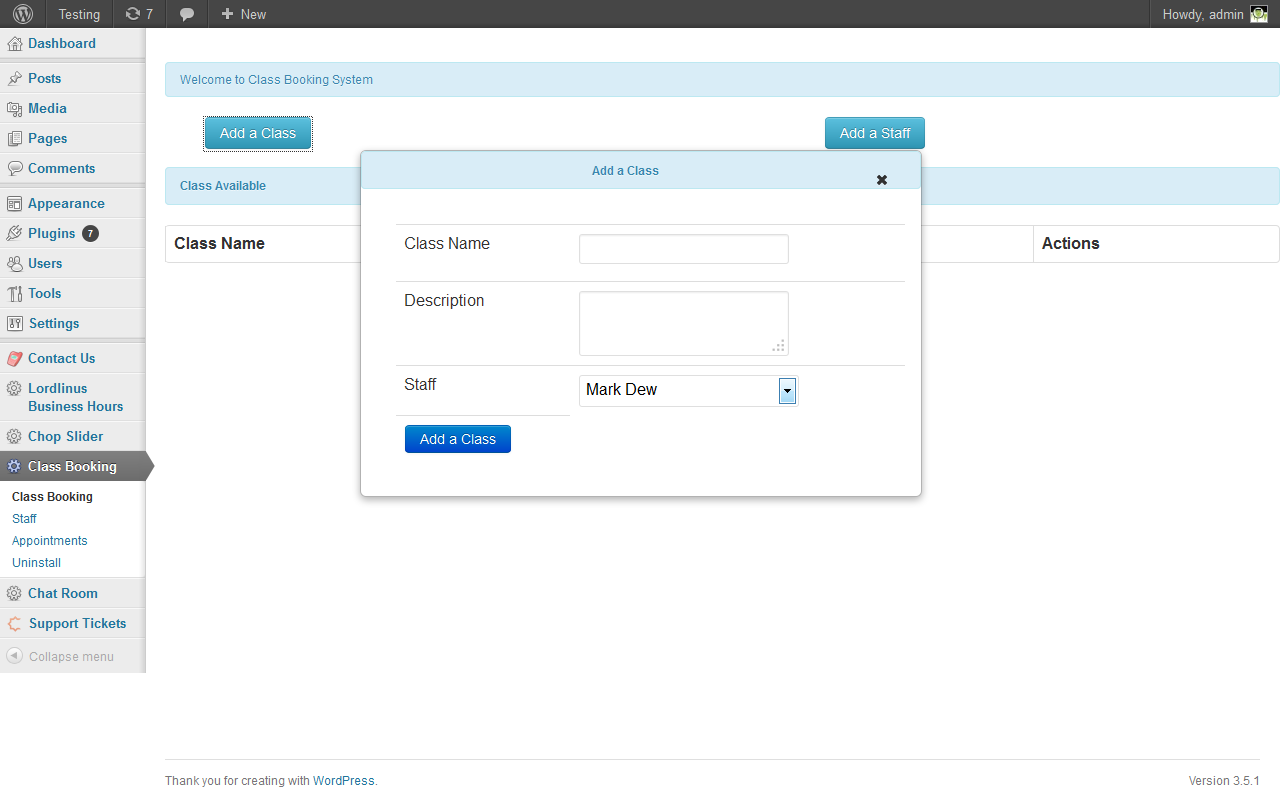 Testing 7 New Howdy, admin
Dashboard
Posts
Media
Pages
Comments
Appearance
Plugins 7
Users
Tools
Settings
Contact Us
Lordlinus
Business Hours
Chop Slider
Class Booking
Class Booking
Staff
Appointments
Uninstall
Chat Room
Support Tickets
Collapse menu
Welcome to Class Booking System
Add a Class Add a Staff
Class Available
Class Name Actions
Add a Class
Class Name
Description
Staff Mark Dew
Add a Class
Thank you for creating with WordPress. Version 3.5.1